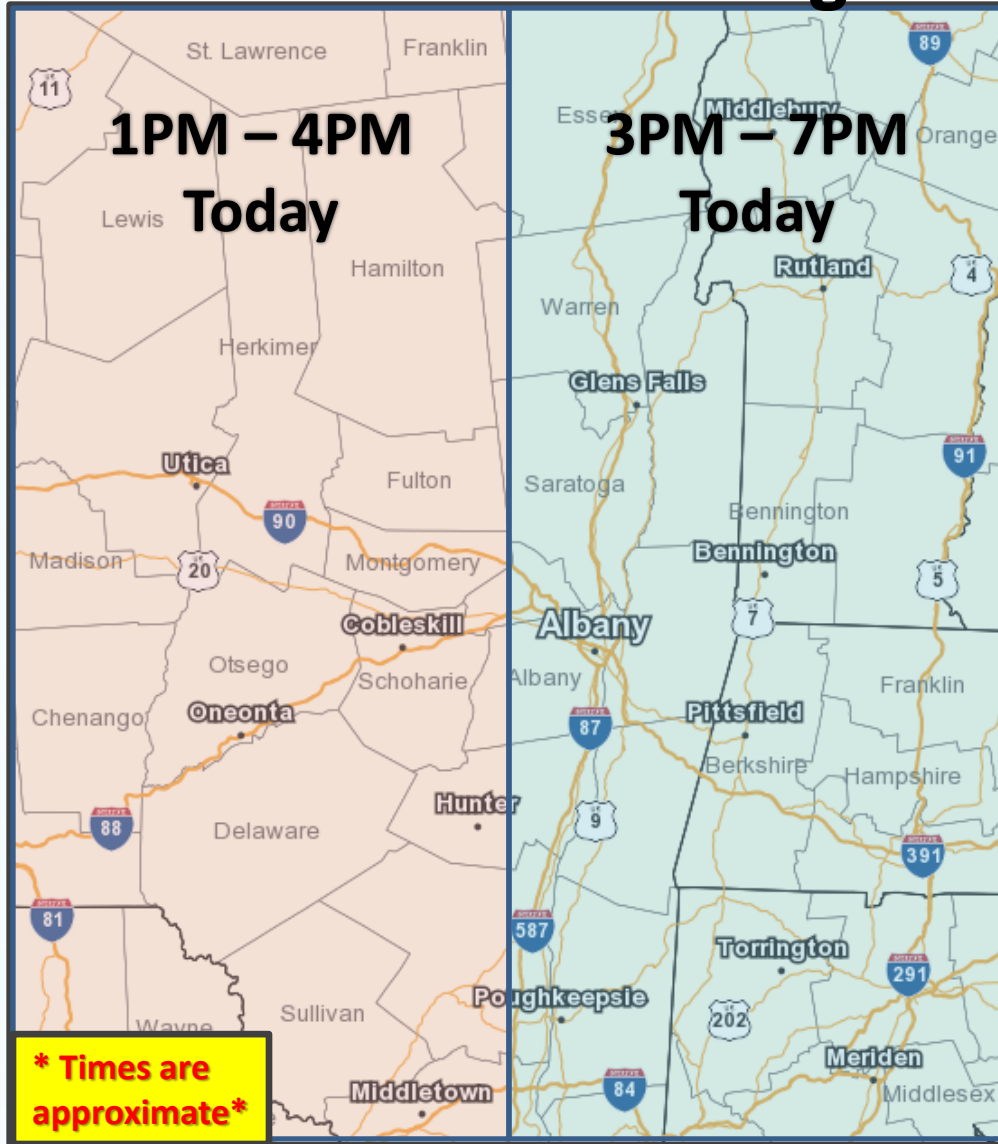 g
St. Lawrence
Franklin
89
11
1PM – 4PM
Today
Essex
Middlebury
3PM – 7PM
Today
Orange
Lewis
Hamilton
Rutland
4
Warren
Herkimer
Glens Falls
Utica
Fulton
Saratoga
91
90
Bennington
Madison
20
Montgomery
Bennington
5
7
Cobleskill
Albany
Otsego
Schoharie
Albany
Franklin
Chenango
Oneonta
87
Pittsfield
Berkshire
Hampshire
Hunter
88
Delaware
9
391
81
587
Torrington
291
Poughkeepsie
Sullivan
202
Wayne
Meriden
* Times are
approximate*
Middletown
84
Middlesex